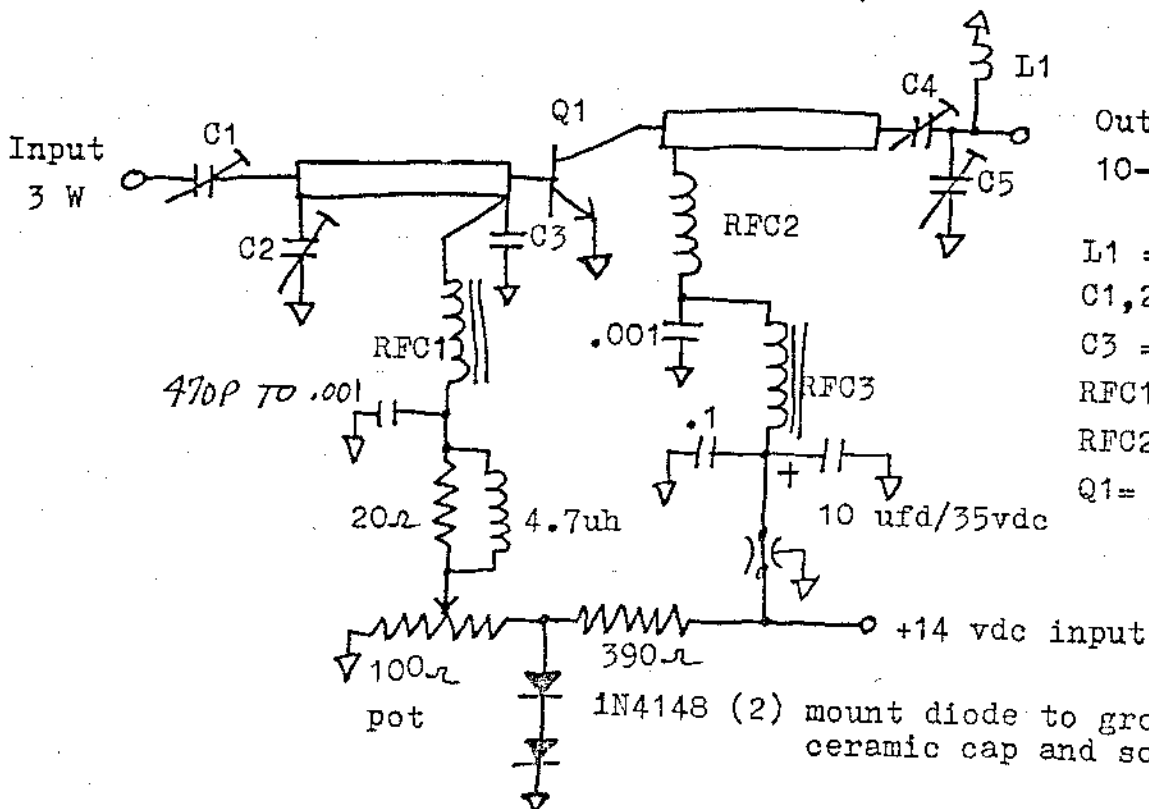 L1
C4
Q1
C1
Input
3 W
Out
10-
C5
C2
C3
RFC2
L1 =
C1,2
.001
C3 =
RFC1
RFC3
RFC1
470P TO .001
.1
RFC2
+
Q1=
20Ω
4.7uh
10 ufd/35vdc
+14 vdc input
100Ω
390Ω
pot
1N4148 (2) mount diode to gro
ceramic cap and so